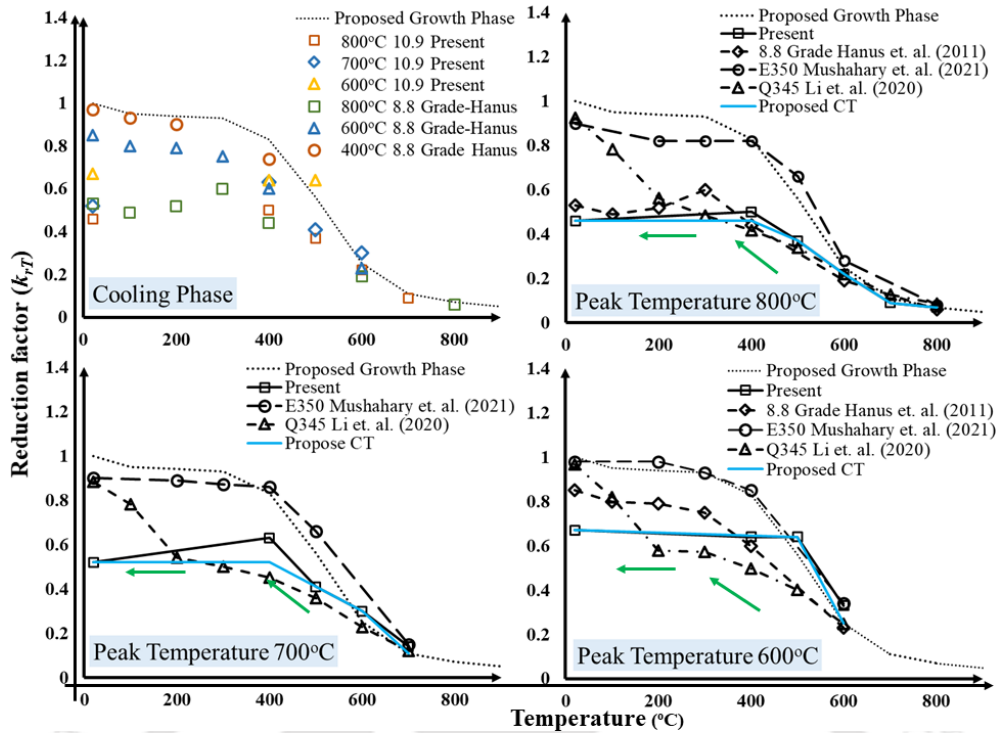 Reduction factor (krT)
1.4
1.2
1
0.8
0.6
0.4
0.2
0
0 200 400 600 800
Proposed Growth Phase
800°C 10.9 Present
700°C 10.9 Present
600°C 10.9 Present
800°C 8.8 Grade-Hanus
600°C 8.8 Grade-Hanus
400°C 8.8 Grade Hanus
Cooling Phase
1.4
1.2
1
0.8
0.6
0.4
0.2
0
0 200 400 600 800
Proposed Growth Phase
Present
8.8 Grade Hanus et. al. (2011)
E350 Mushahary et. al. (2021)
Q345 Li et. al. (2020)
Proposed CT
Peak Temperature 800°C
1.4
1.2
1
0.8
0.6
0.4
0.2
0
0 200 400 600 800
Proposed Growth Phase
Present
E350 Mushahary et. al. (2021)
Q345 Li et. al. (2020)
Propose CT
Peak Temperature 700°C
1.4
1.2
1
0.8
0.6
0.4
0.2
0
0 200 400 600 800
Proposed Growth Phase
Present
8.8 Grade Hanus et. al. (2011)
E350 Mushahary et. al. (2021)
Q345 Li et. al. (2020)
Proposed CT
Peak Temperature 600°C
Temperature (°C)